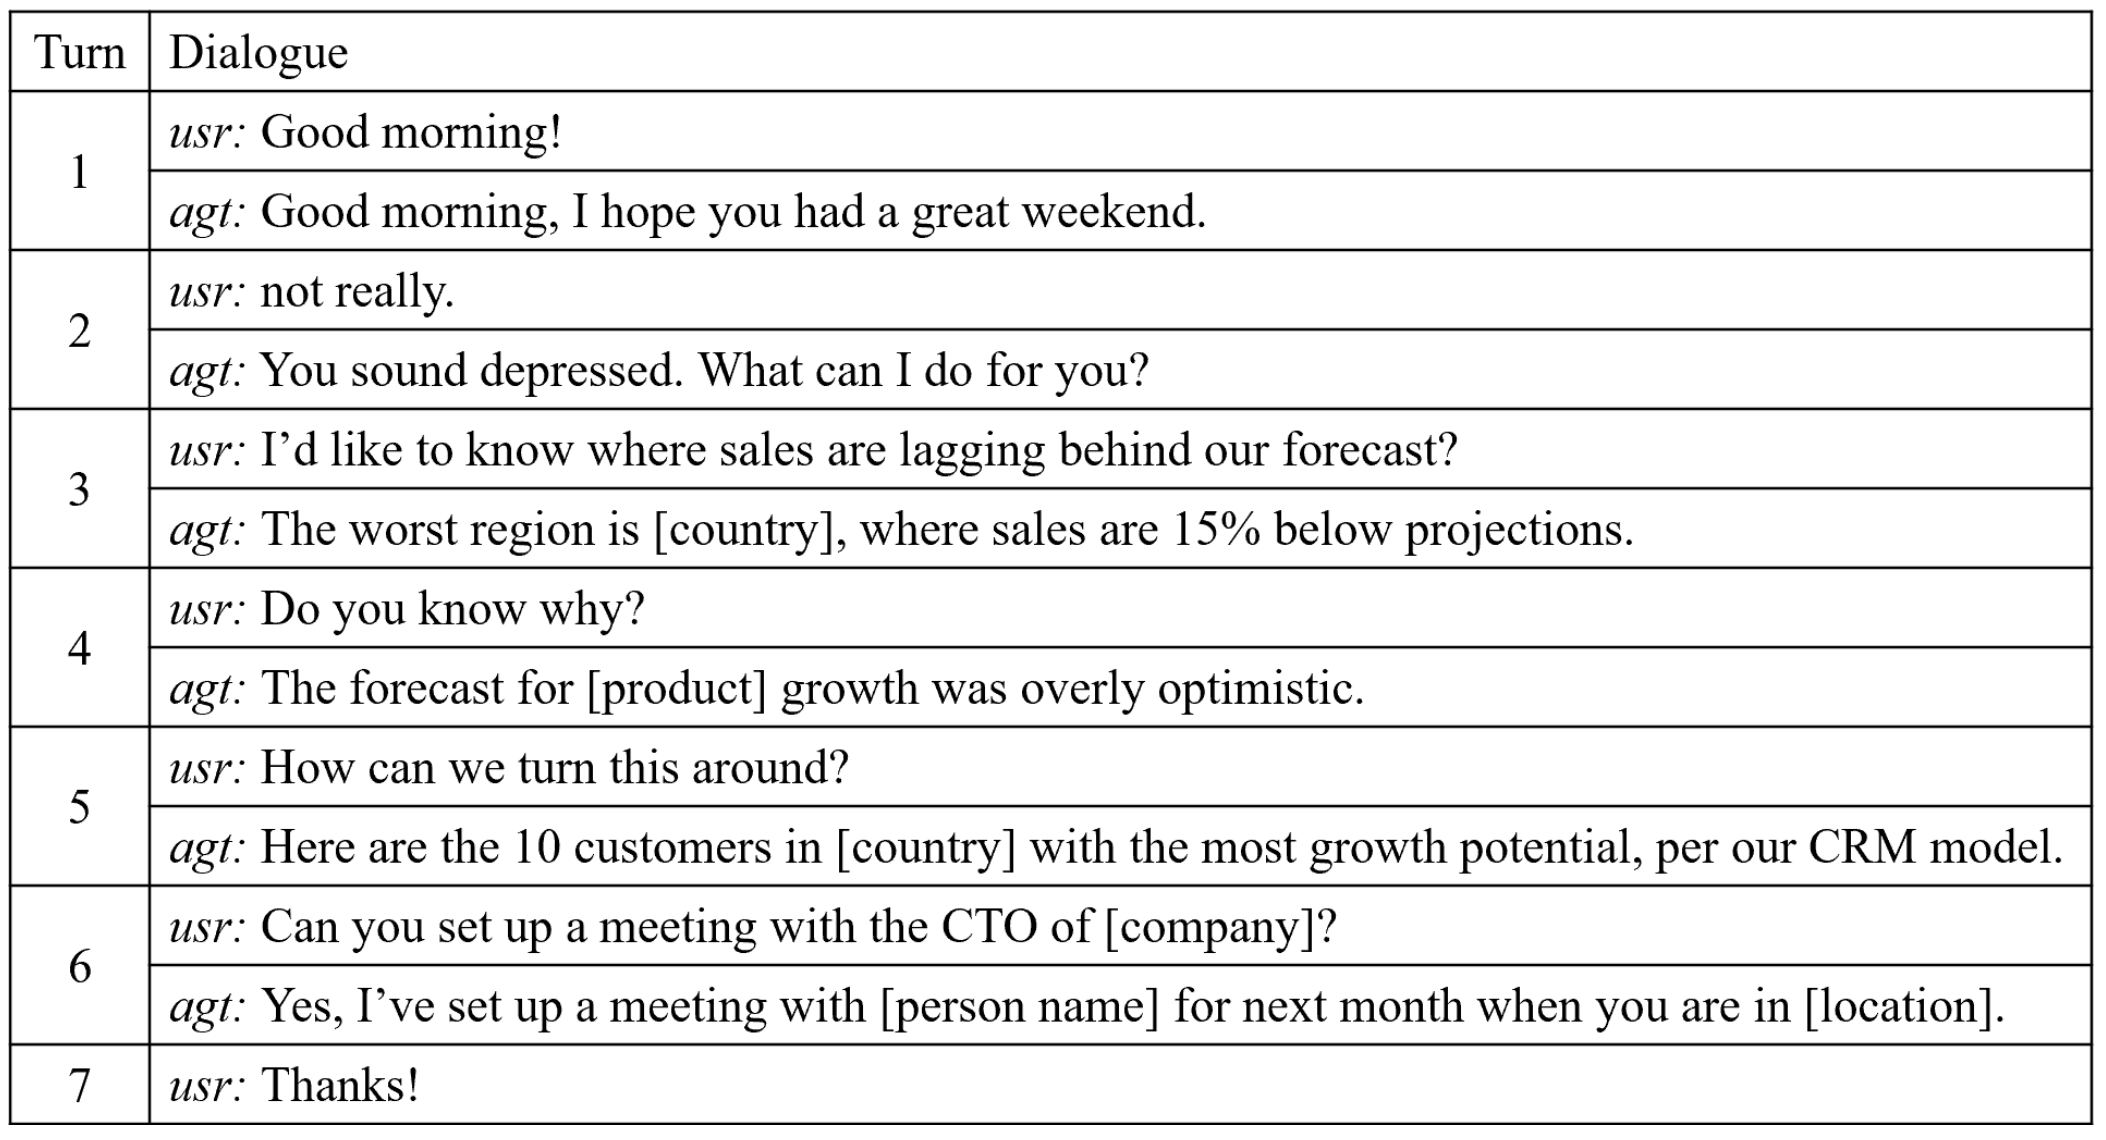 Turn Dialogue
1
usr: Good morning!
agt: Good morning, I hope you had a great weekend.
2
usr: not really.
agt: You sound depressed. What can I do for you?
3
usr: I’d like to know where sales are lagging behind our forecast?
agt: The worst region is [country], where sales are 15% below projections.
4
usr: Do you know why?
agt: The forecast for [product] growth was overly optimistic.
5
usr: How can we turn this around?
agt: Here are the 10 customers in [country] with the most growth potential, per our CRM model.
6
usr: Can you set up a meeting with the CTO of [company]?
agt: Yes, I’ve set up a meeting with [person name] for next month when you are in [location].
7
usr: Thanks!